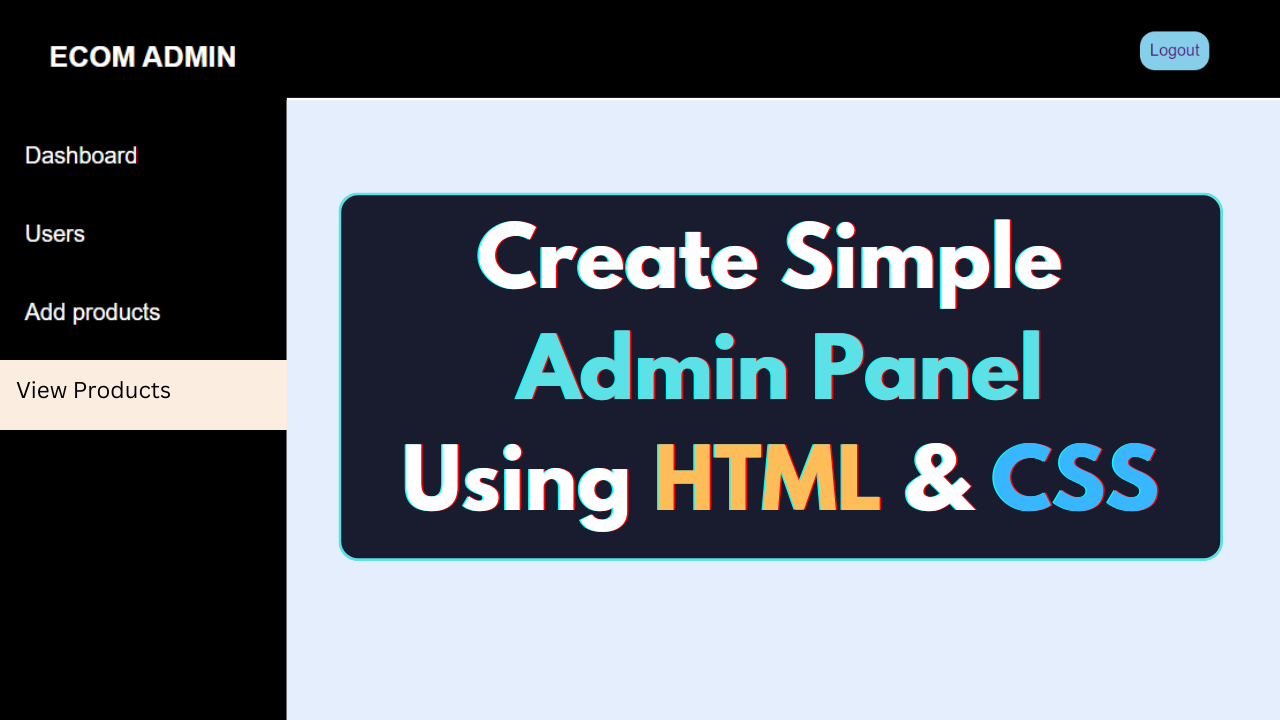 ECOM ADMIN
Logout
Dashboard
Users
Add products
View Products
Create Simple
Admin Panel
Using HTML & CSS